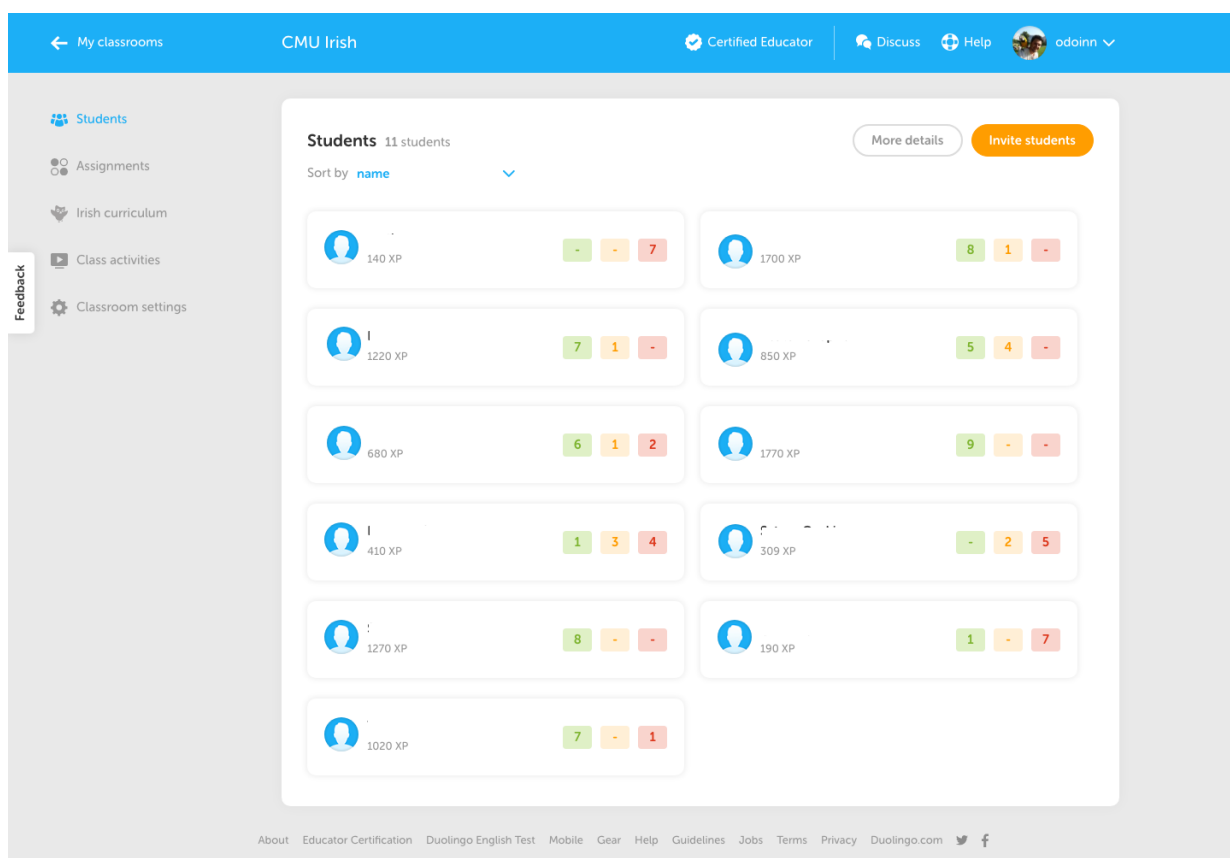 My classrooms
CMU Irish
Certified Educator
Discuss
Help
odoinn
Students
Assignments
Irish curriculum
Class activities
Classroom settings
Feedback
Students 11 students
More details
Invite students
Sort by name
140 XP - - 7
1700 XP 8 1 -
1220 XP 7 1 -
850 XP 5 4 -
680 XP 6 1 2
1770 XP 9 - -
410 XP 1 3 4
309 XP - 2 5
1270 XP 8 - -
190 XP 1 - 7
1020 XP 7 - 1
About Educator Certification Duolingo English Test Mobile Gear Help Guidelines Jobs Terms Privacy Duolingo.com